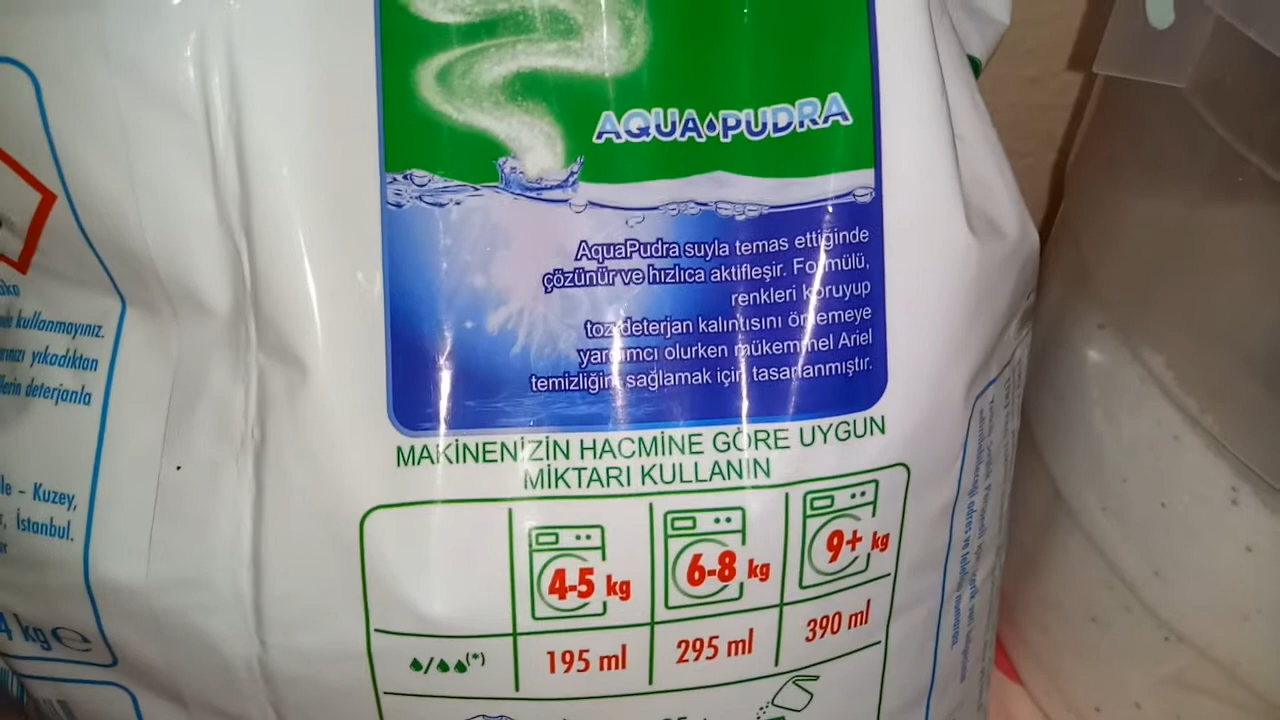 AQUA PUDRA
AquaPudra suyla temas ettiğinde
çözünür ve hızlıca aktifleşir. Formülü,
renkleri koruyup
toz deterjan kalıntısını önlemeye
yardımcı olurken mükemmel Ariel
temizliğini sağlamak için tasarlanmıştır.
MAKİNENİZİN HACMİNE GÖRE UYGUN
MİKTARI KULLANIN
4-5 kg
6-8 kg
9+ kg
/ (*)
195 ml
295 ml
390 ml
kullanmayınız.
yıkadıktan
deterjanla
– Kuzey,
İstanbul.
4 kg e